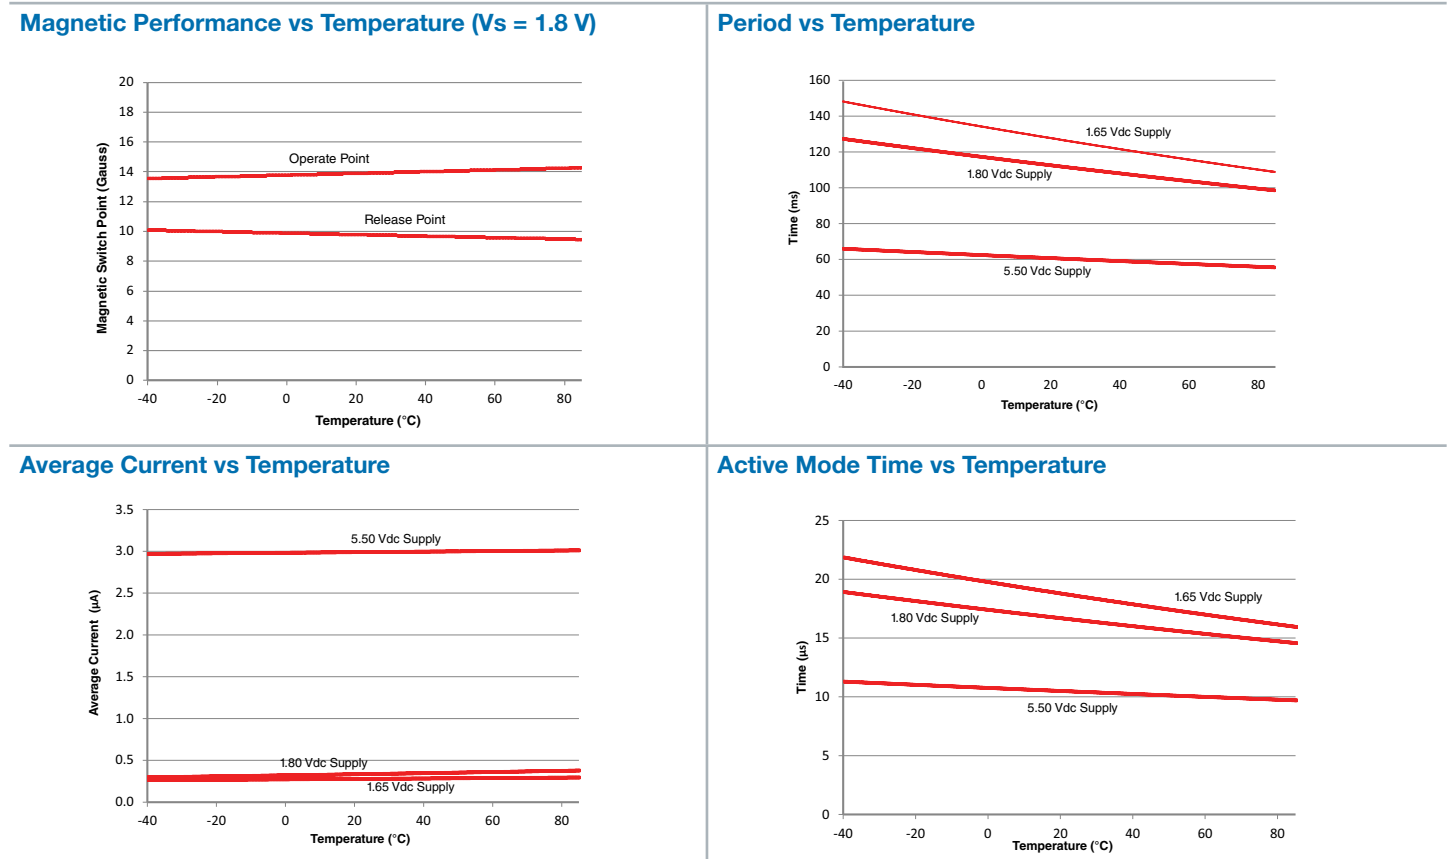 Magnetic Performance vs Temperature (Vs = 1.8 V)
20
18
16
14
12
10
8
6
4
2
0
Magnetic Switch Point (Gauss)
Operate Point
Release Point
-40 -20 0 20 40 60 80
Temperature (°C)
Period vs Temperature
160
140
120
100
80
60
40
20
0
Time (ms)
1.65 Vdc Supply
1.80 Vdc Supply
5.50 Vdc Supply
-40 -20 0 20 40 60 80
Temperature (°C)
Average Current vs Temperature
3.5
3.0
2.5
2.0
1.5
1.0
0.5
0.0
Average Current (µA)
5.50 Vdc Supply
1.80 Vdc Supply
1.65 Vdc Supply
-40 -20 0 20 40 60 80
Temperature (°C)
Active Mode Time vs Temperature
25
20
15
10
5
0
Time (µs)
1.65 Vdc Supply
1.80 Vdc Supply
5.50 Vdc Supply
-40 -20 0 20 40 60 80
Temperature (°C)